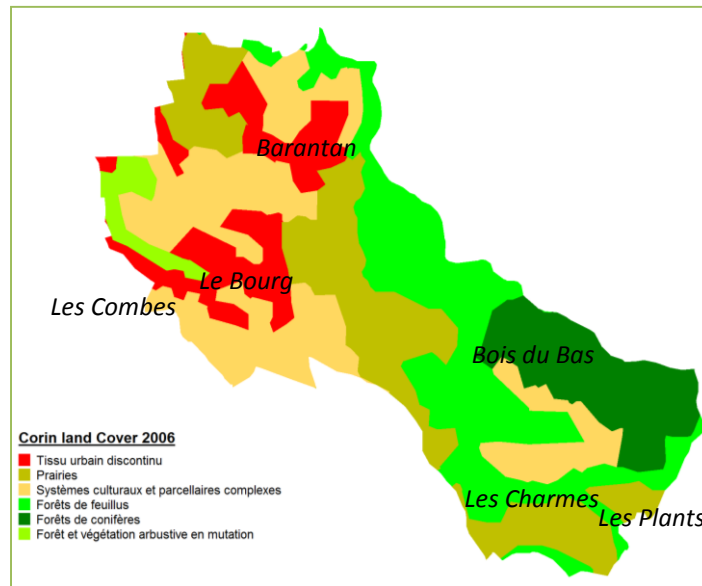 Barantan
Le Bourg
Les Combes
Bois du Bas
Les Charmes
Les Plants
Corin land Cover 2006
Tissu urbain discontinu
Prairies
Systèmes culturaux et parcellaires complexes
Forêts de feuillus
Forêts de conifères
Forêt et végétation arbustive en mutation